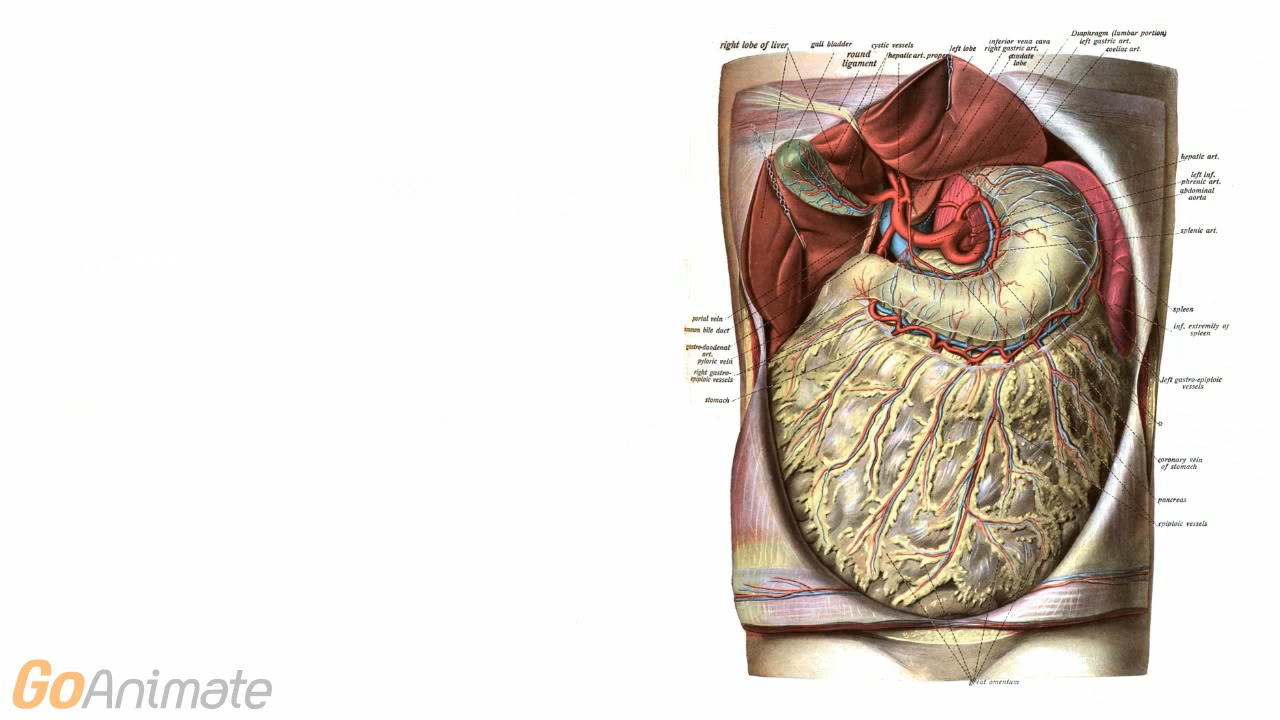 right lobe of liver
gall bladder
cystic vessels
round
ligament
hepatic art. proper
left lobe
inferior vena cava
right gastric art.
caudate
lobe
Diaphragm (lumbar portion)
left gastric art.
coeliac art.
hepatic art.
left inf.
phrenic art.
abdominal
aorta
splenic art.
spleen
inf. extremity of
spleen
left gastro-epiploic
vessels
coronary vein
of stomach
pancreas
epiploic vessels
portal vein
mmon bile duct
gastro-duodenal
art.
pyloric vein
right gastro-
epiploic vessels
stomach
great omentum
GoAnimate